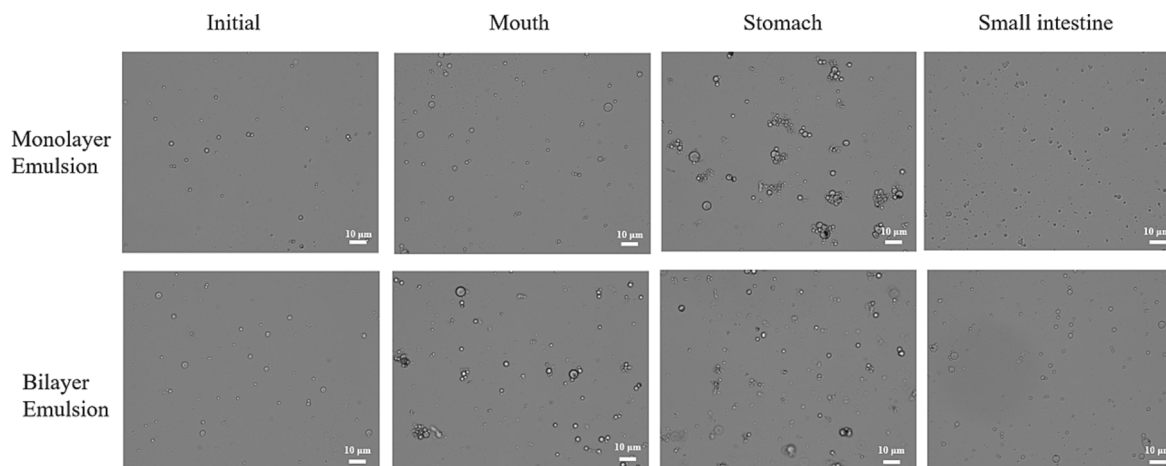 Initial
Mouth
Stomach
Small intestine
Monolayer
Emulsion
10 μm
10 μm
10 μm
10 μm
Bilayer
Emulsion
10 μm
10 μm
10 μm
10 μm